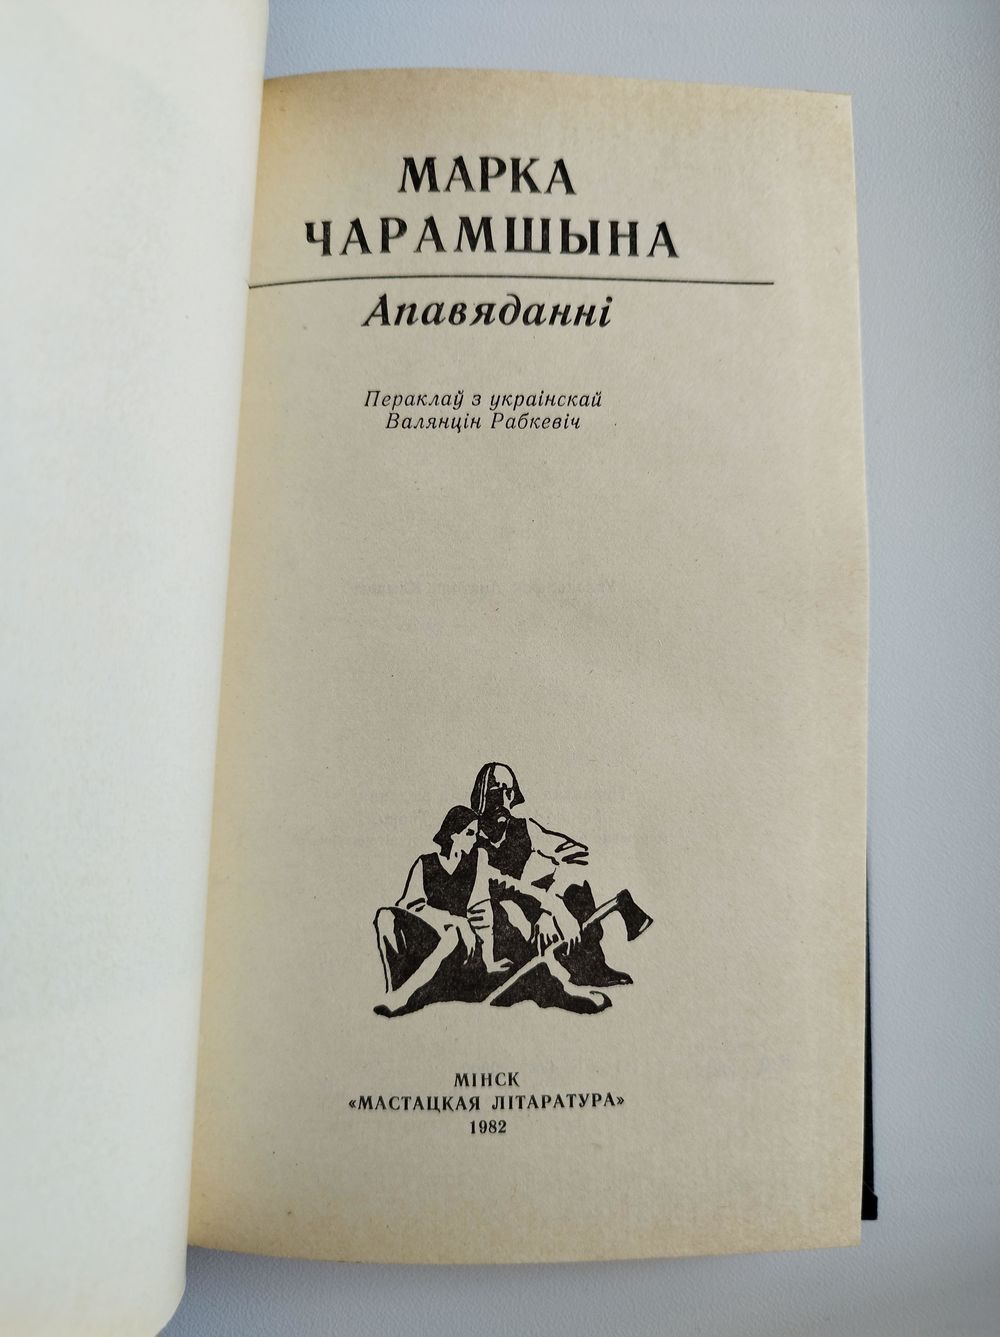 МАРКА
ЧАРАМШЫНА
Апавяданні
Пераклаў з украінскай
Валянцін Рабкевіч
МІНСК
«МАСТАЦКАЯ ЛІТАРАТУРА»
1982